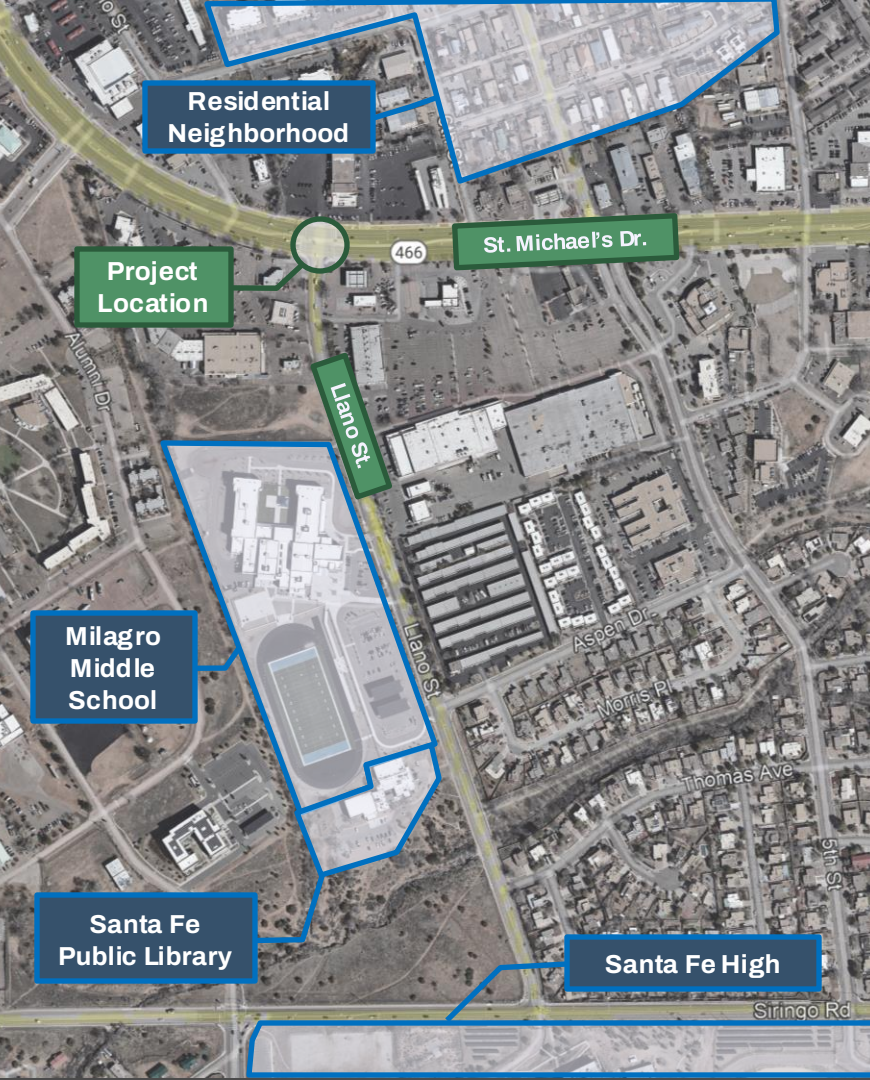 Residential
Neighborhood
St. Michael's Dr.
466
Project
Location
Alumni Dr
Llano St.
Milagro
Middle
School
Llano St
Aspen Dr
Morris Pl
Thomas Ave
5th St
Santa Fe
Public Library
Santa Fe High
Siringo Rd